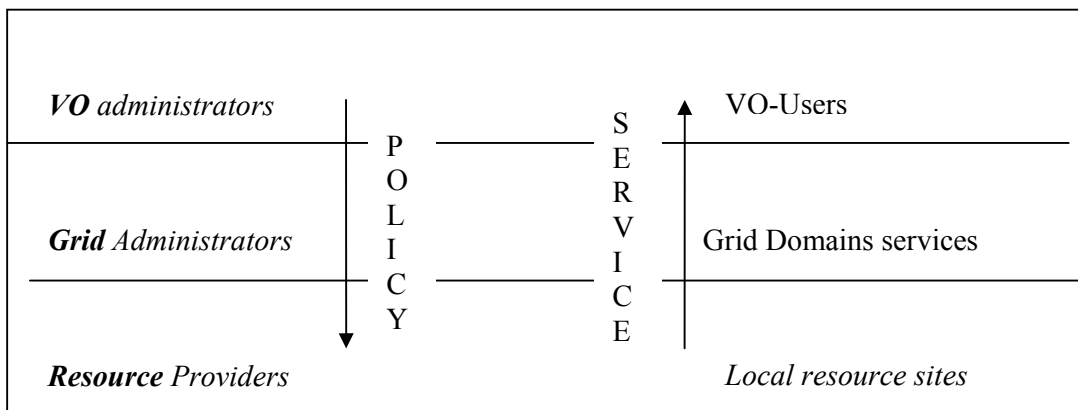 VO administrators
VO-Users
Grid Administrators
Grid Domains services
Resource Providers
Local resource sites
POLICY
SERVICE